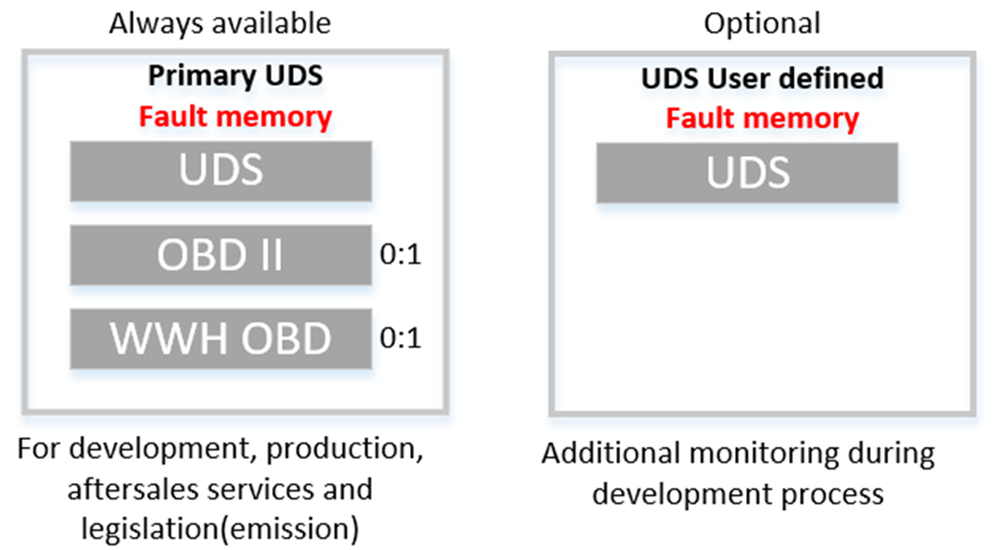 Always available
Primary UDS
Fault memory
UDS
OBD II 0:1
WWH OBD 0:1
For development, production,
aftersales services and
legislation(emission)
Optional
UDS User defined
Fault memory
UDS
Additional monitoring during
development process